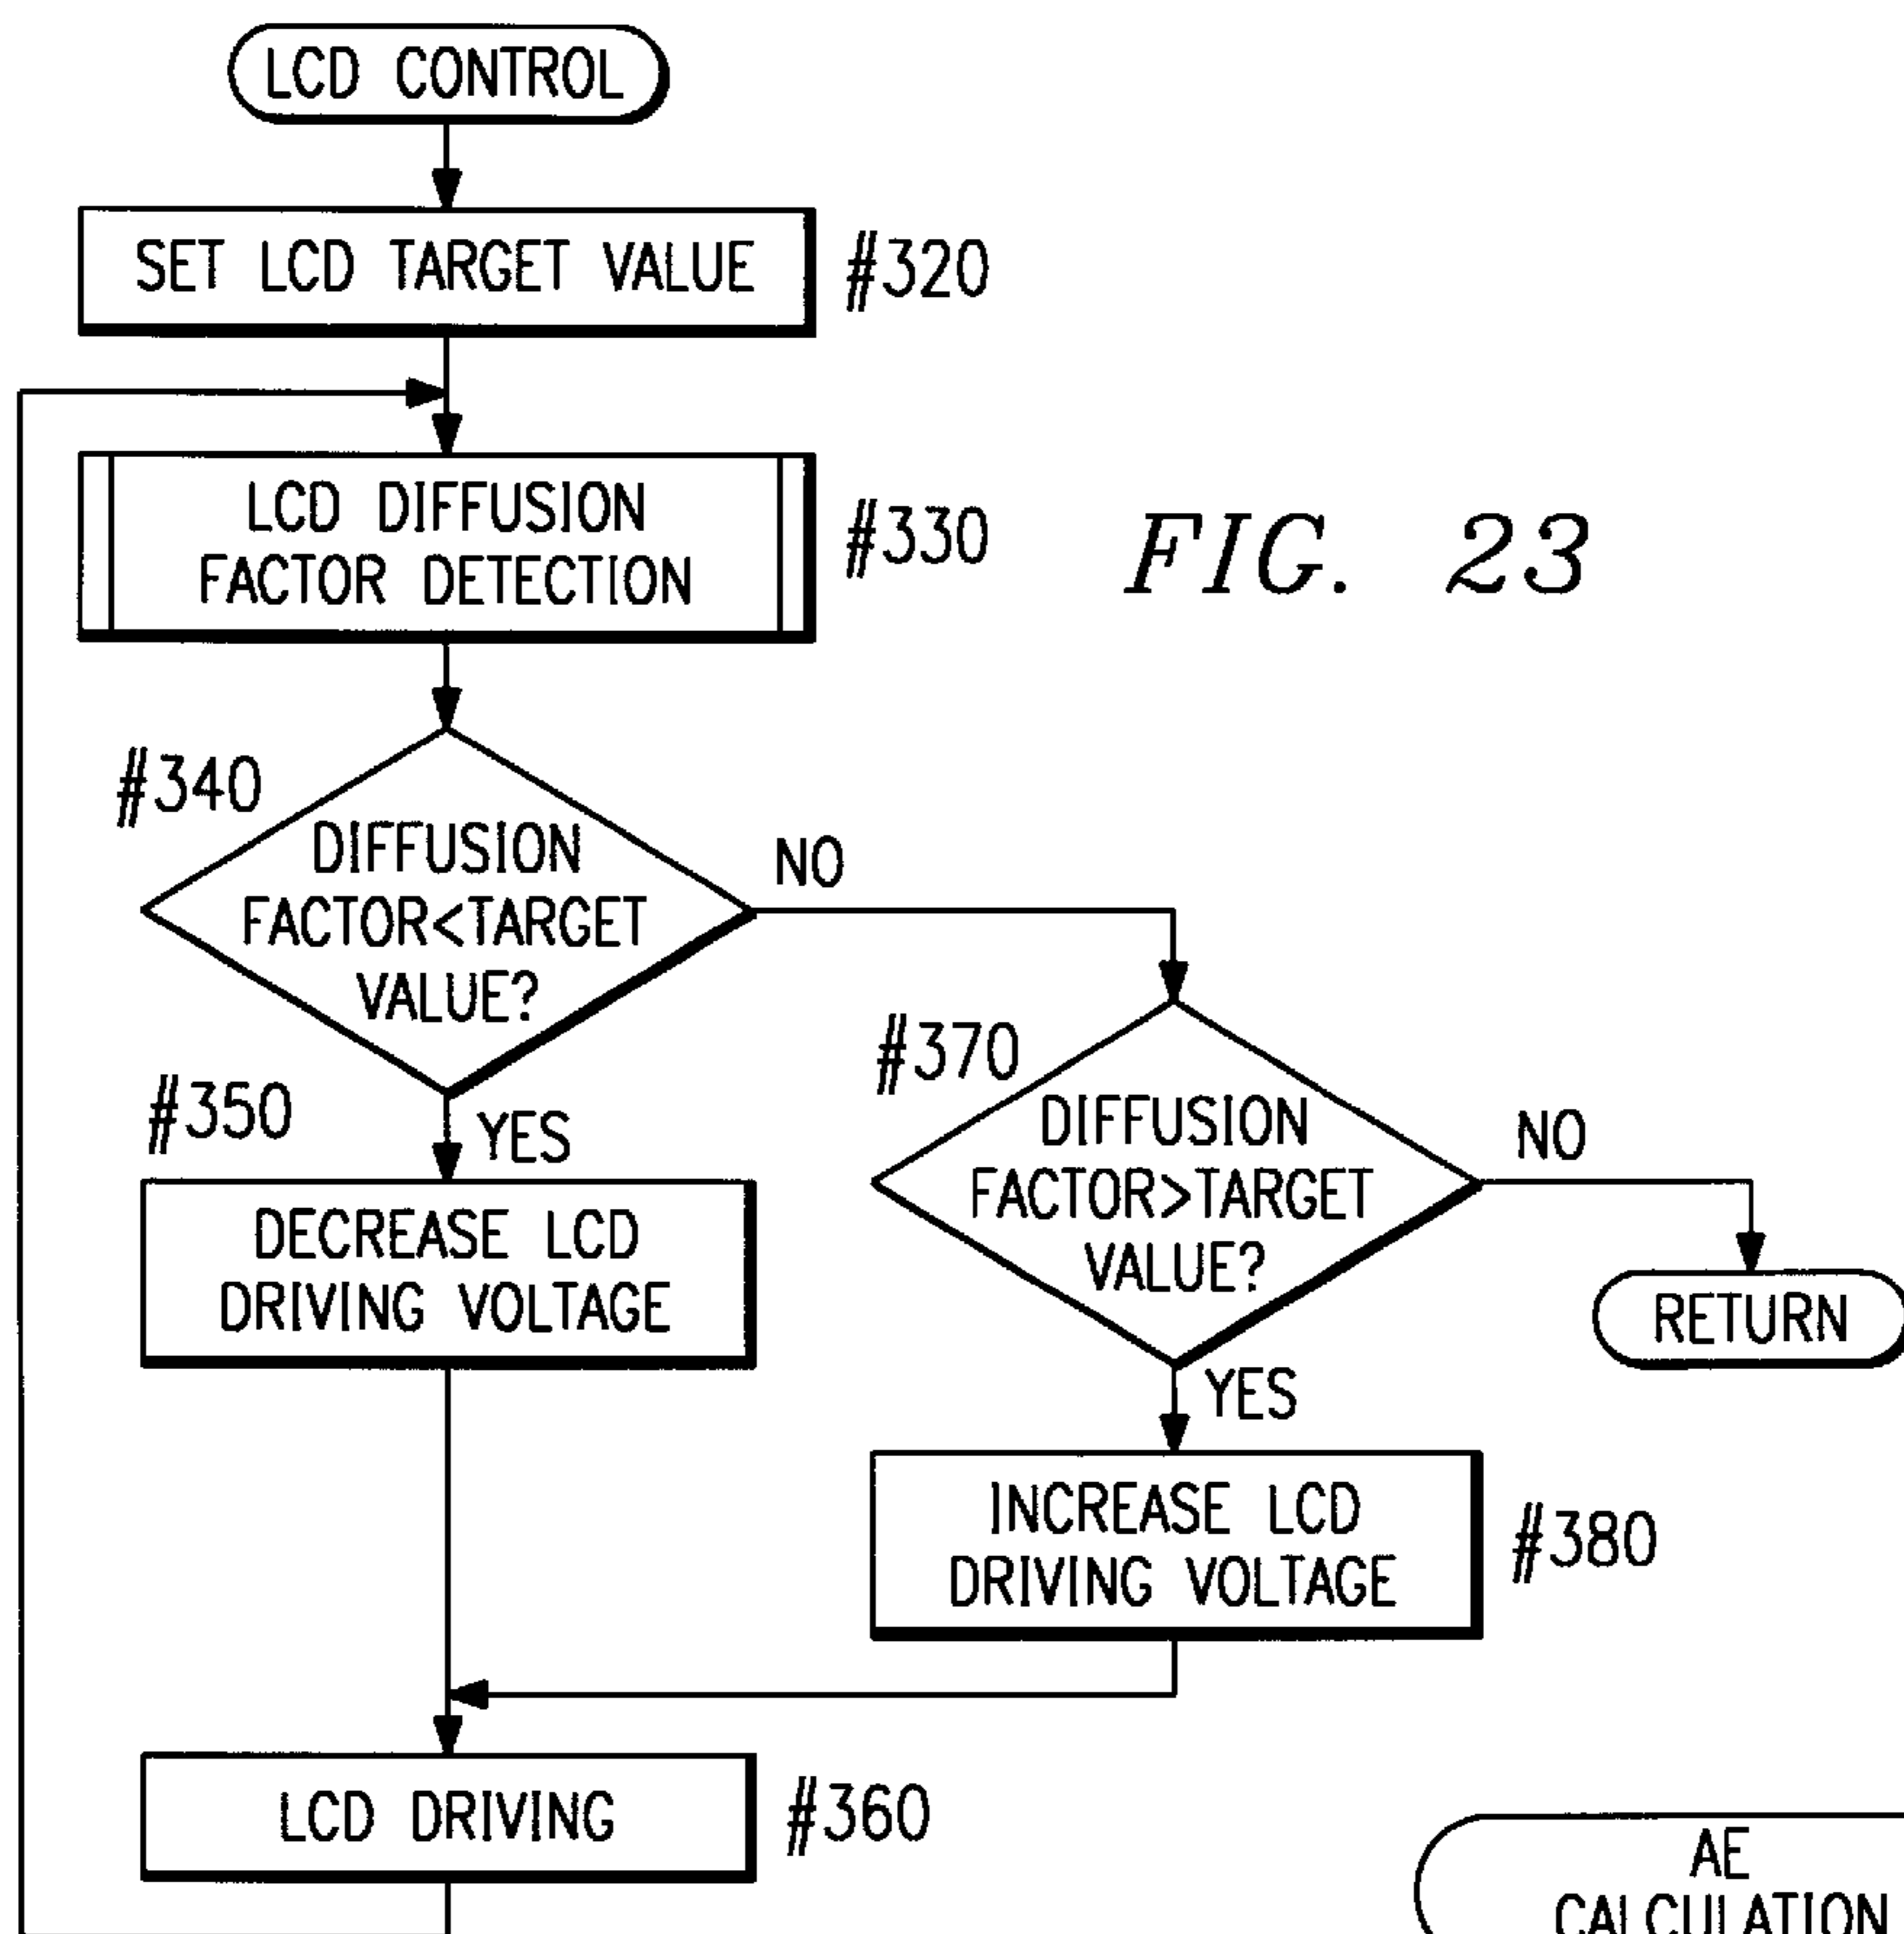 LCD CONTROL
SET LCD TARGET VALUE
#320
LCD DIFFUSION
FACTOR DETECTION
#330
FIG. 23
#340
DIFFUSION
FACTOR<TARGET
VALUE?
NO
YES
#350
DECREASE LCD
DRIVING VOLTAGE
#370
DIFFUSION
FACTOR>TARGET
VALUE?
NO
RETURN
YES
INCREASE LCD
DRIVING VOLTAGE
#380
LCD DRIVING
#360
AE
CALCULATION